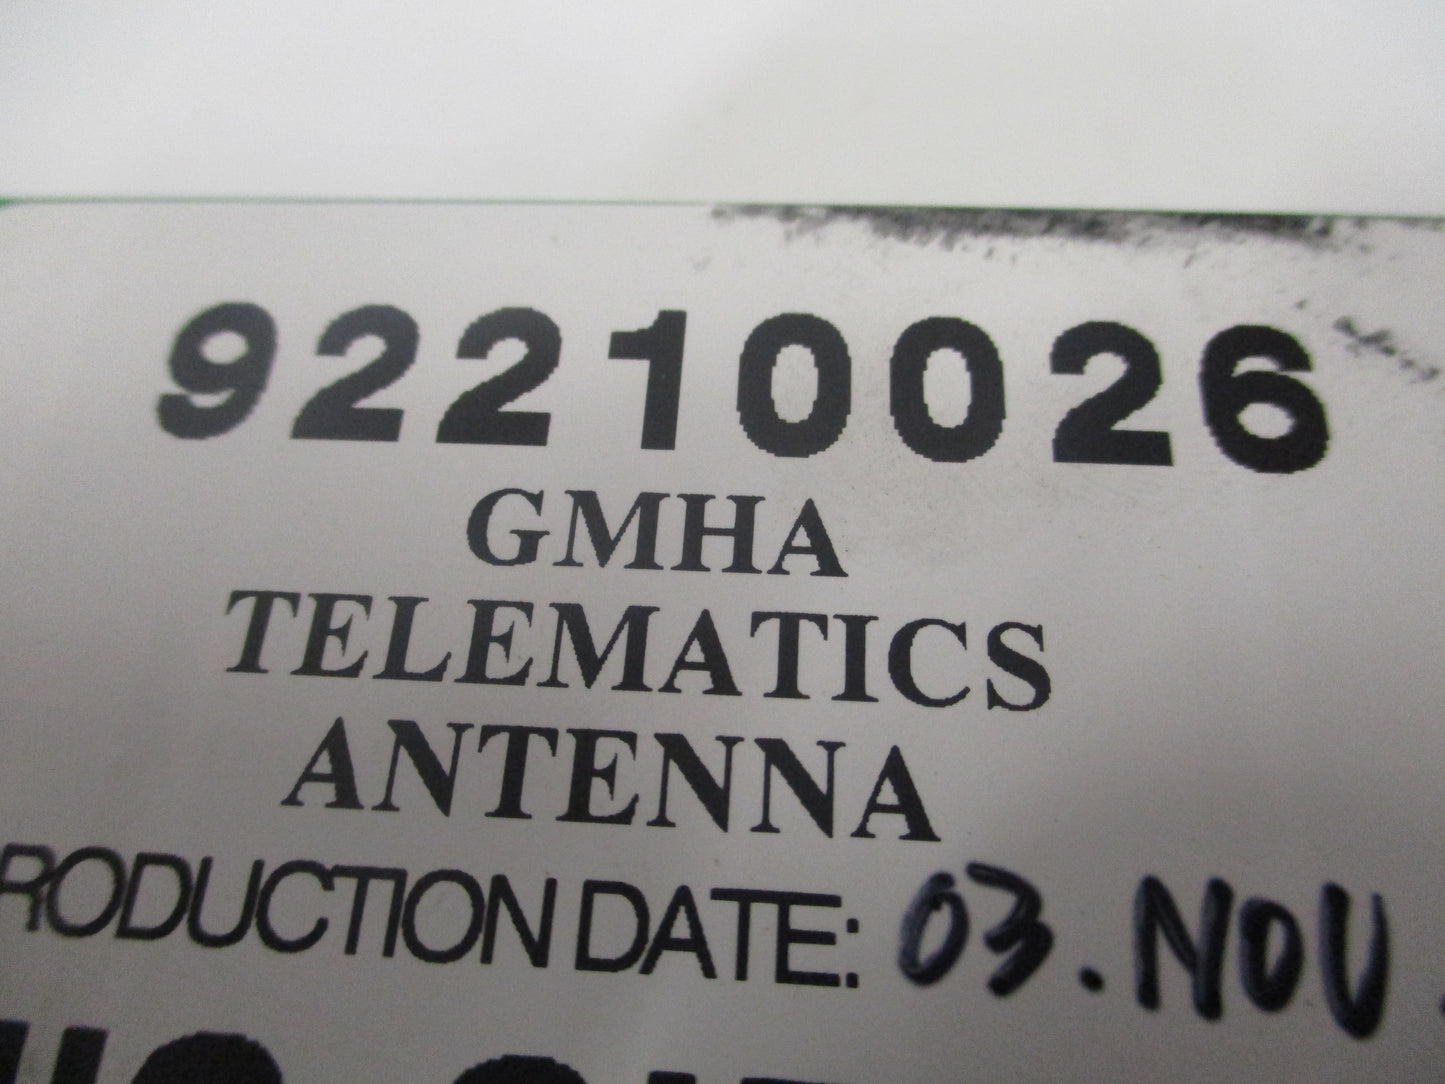 92210026
GMHA
TELEMATICS
ANTENNA
RODUCTION DATE: 03.NOV